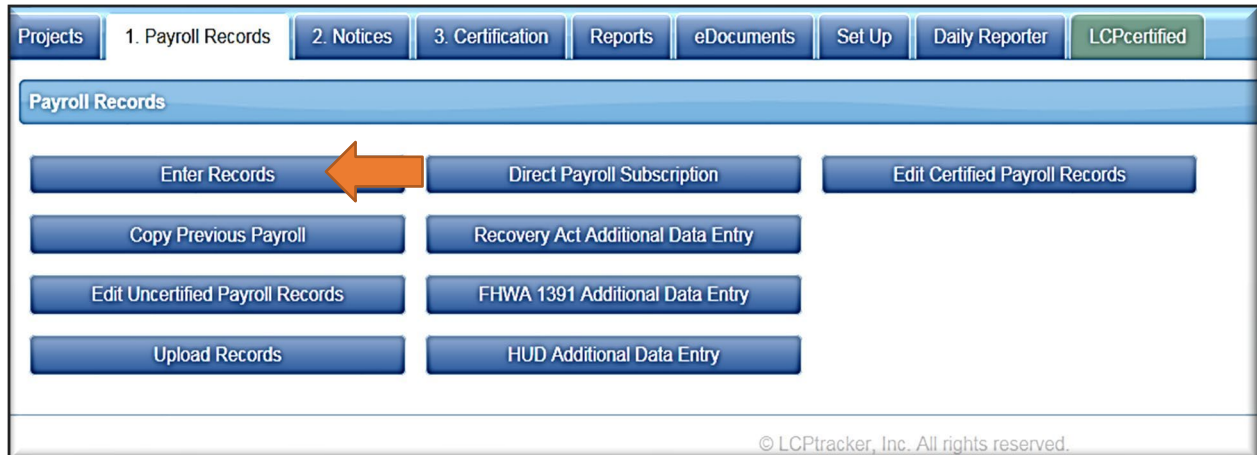 Projects 1. Payroll Records 2. Notices 3. Certification Reports eDocuments Set Up Daily Reporter LCPcertified
Payroll Records
Enter Records Direct Payroll Subscription Edit Certified Payroll Records
Copy Previous Payroll Recovery Act Additional Data Entry
Edit Uncertified Payroll Records FHWA 1391 Additional Data Entry
Upload Records HUD Additional Data Entry
© LCPtracker, Inc. All rights reserved.